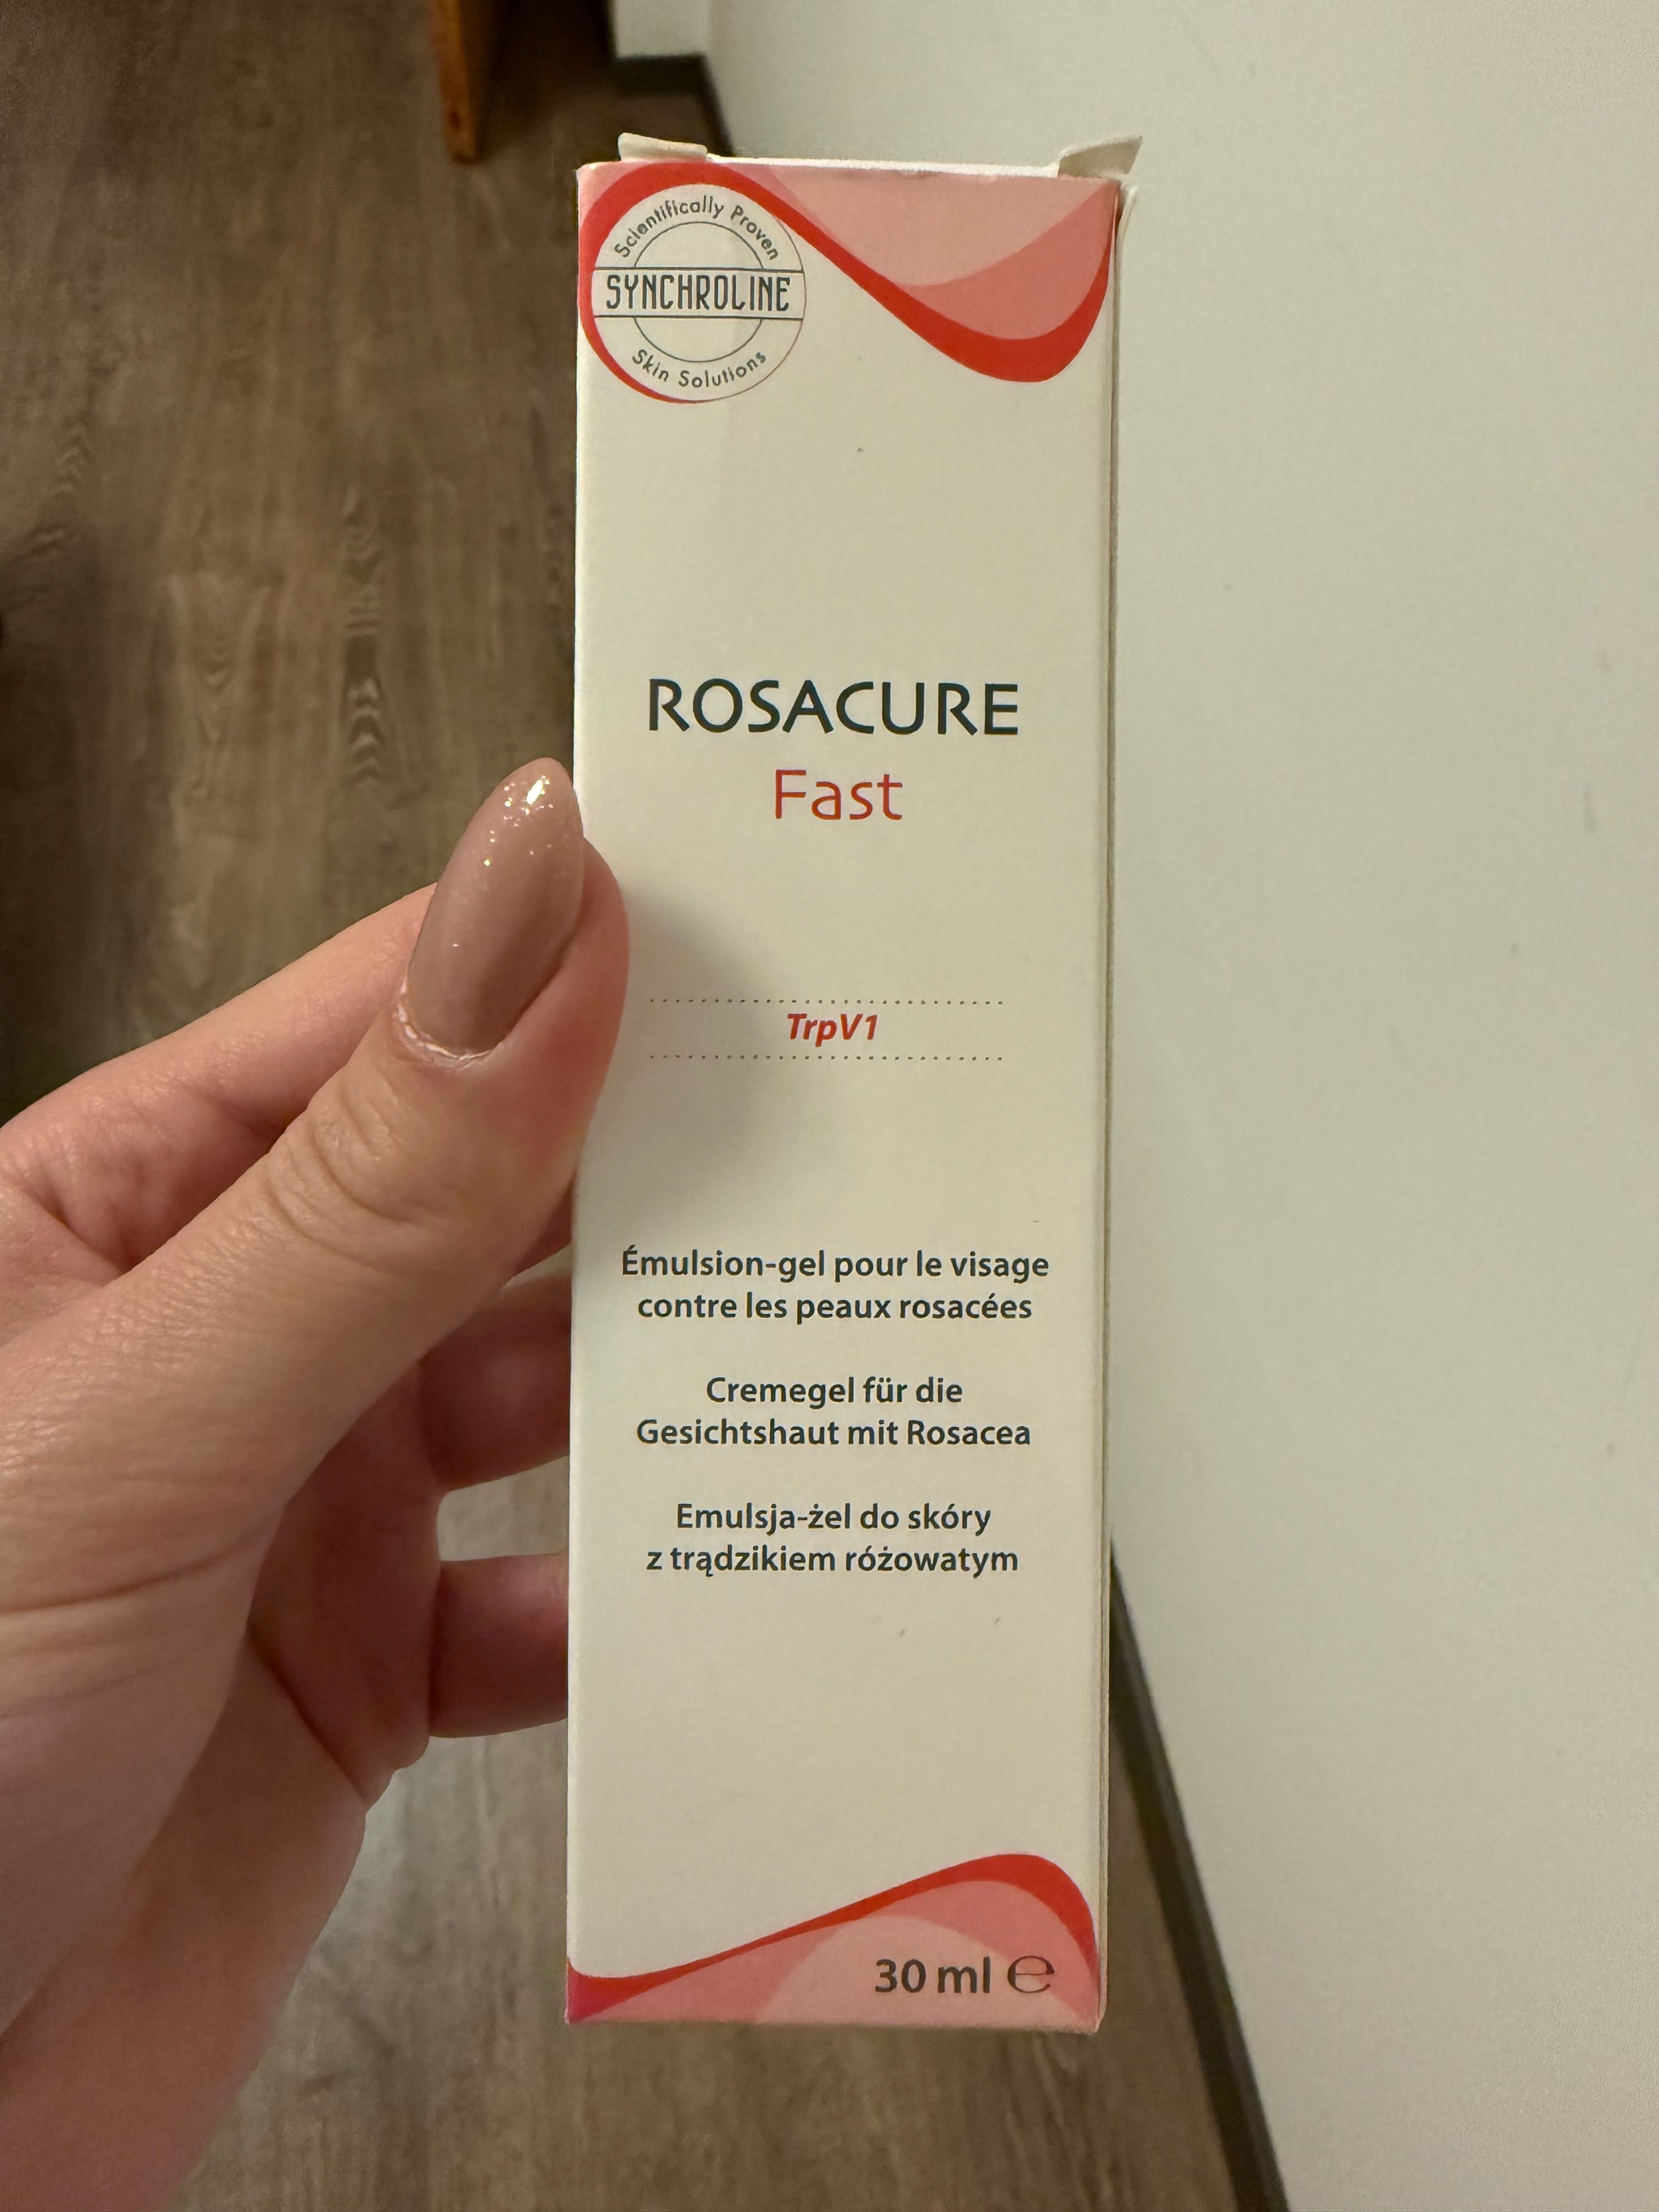 Scientifically Proven
SYNCHROLINE
Skin Solutions
ROSACURE
Fast
TrpV1
Émulsion-gel pour le visage
contre les peaux rosacées
Cremegel für die
Gesichtshaut mit Rosacea
Emulsja-żel do skóry
z trądzikiem różowatym
30 ml ℮